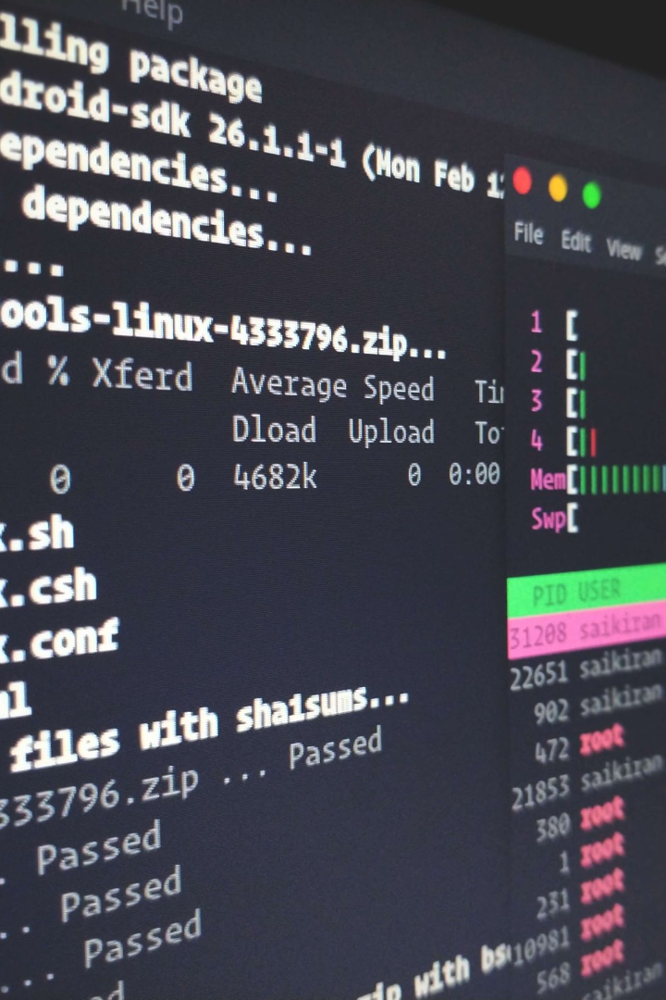 Help
lling package
droid-sdk 26.1.1-1 (Mon Feb 1
ependencies...
dependencies...
...
ools-linux-4333796.zip...
d % Xferd Average Speed Ti
Dload Upload To
0 0 4682k 0 0:00
.sh
.csh
.conf
l
files with sha1sums...
333796.zip ... Passed
. Passed
.. Passed
... Passed
ed
zip with bs
File Edit View S
1 [
2 [|
3 [|
4 [||
Mem[||||||||||
Swp[
PID USER
31208 saikiran
22651 saikiran
902 saikiran
472 root
21853 saikiran
380 root
1 root
231 root
10981 root
568 root
saikiran